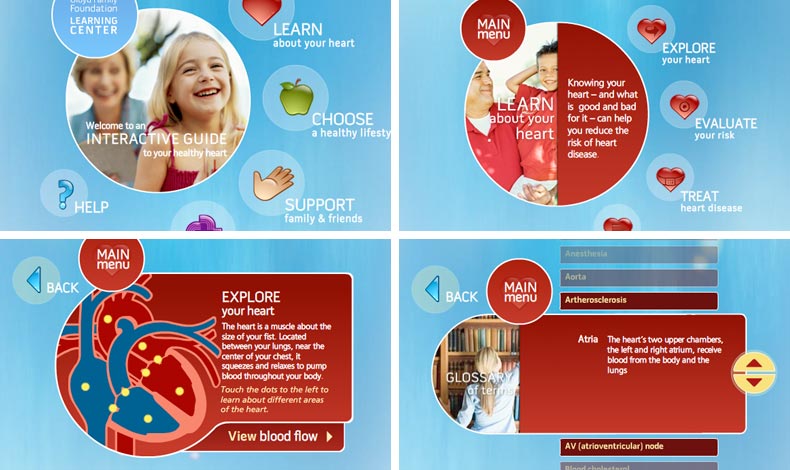 Lloyd Family
Foundation
LEARNING
CENTER
LEARN
about your heart
CHOOSE
a healthy lifesty
Welcome to an
INTERACTIVE GUIDE
to your healthy heart
SUPPORT
family & friends
HELP
MAIN
menu
EXPLORE
your heart
LEARN
about your
heart
Knowing your
heart – and what
is good and bad
for it – can help
you reduce the
risk of heart
disease.
EVALUATE
your risk
TREAT
heart disease
MAIN
menu
BACK
EXPLORE
your heart
The heart is a muscle about the
size of your fist. Located
between your lungs, near the
center of your chest, it
squeezes and relaxes to pump
blood throughout your body.
Touch the dots to the left to
learn about different areas
of the heart.
View blood flow
BACK
MAIN
menu
Anesthesia
Aorta
Artherosclerosis
GLOSSARY
of terms
Atria
The heart's two upper chambers,
the left and right atrium, receive
blood from the body and the
lungs
AV (atrioventricular) node
Blood cholesterol